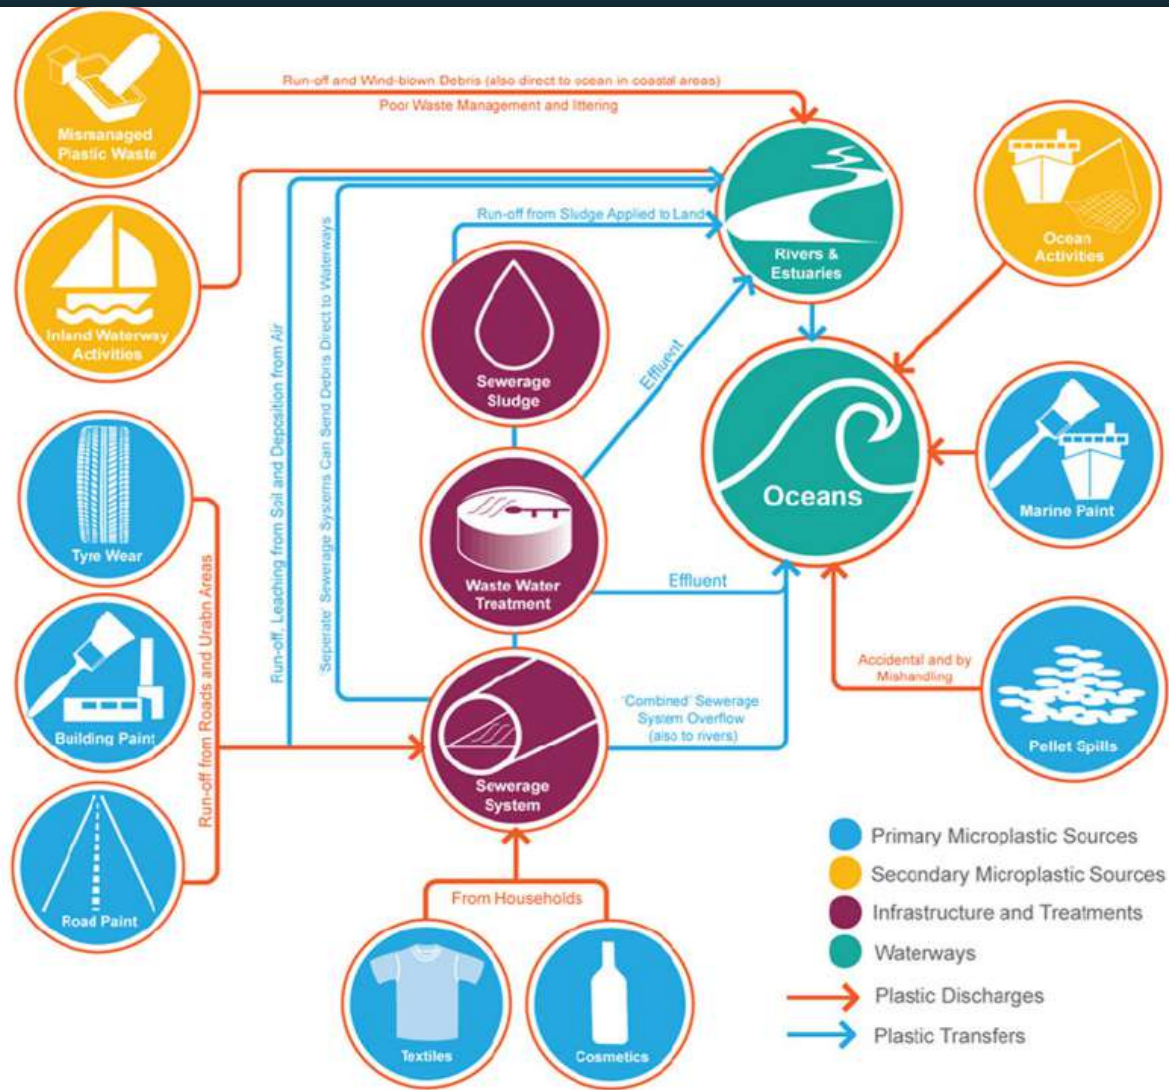 Run-off and Wind-blown Debris (also direct to ocean in coastal areas)
Poor Waste Management and littering
Mismanaged
Plastic Waste
Inland Waterway
Activities
Rivers &
Estuaries
Ocean
Activities
Run-off from Sludge Applied to Land
Sewerage
Sludge
Effluent
Run-off, Leaching from Soil and Deposition from Air
'Seperate' Sewerage Systems Can Send Debris Direct to Waterways
Oceans
Marine Paint
Tyre Wear
Waste Water
Treatment
Effluent
Run-off from Roads and Urabn Areas
Building Paint
Sewerage
System
'Combined' Sewerage
System Overflow
(also to rivers)
Accidental and by
Mishandling
Pellet Spills
Road Paint
From Households
Textiles
Cosmetics
Primary Microplastic Sources
Secondary Microplastic Sources
Infrastructure and Treatments
Waterways
Plastic Discharges
Plastic Transfers